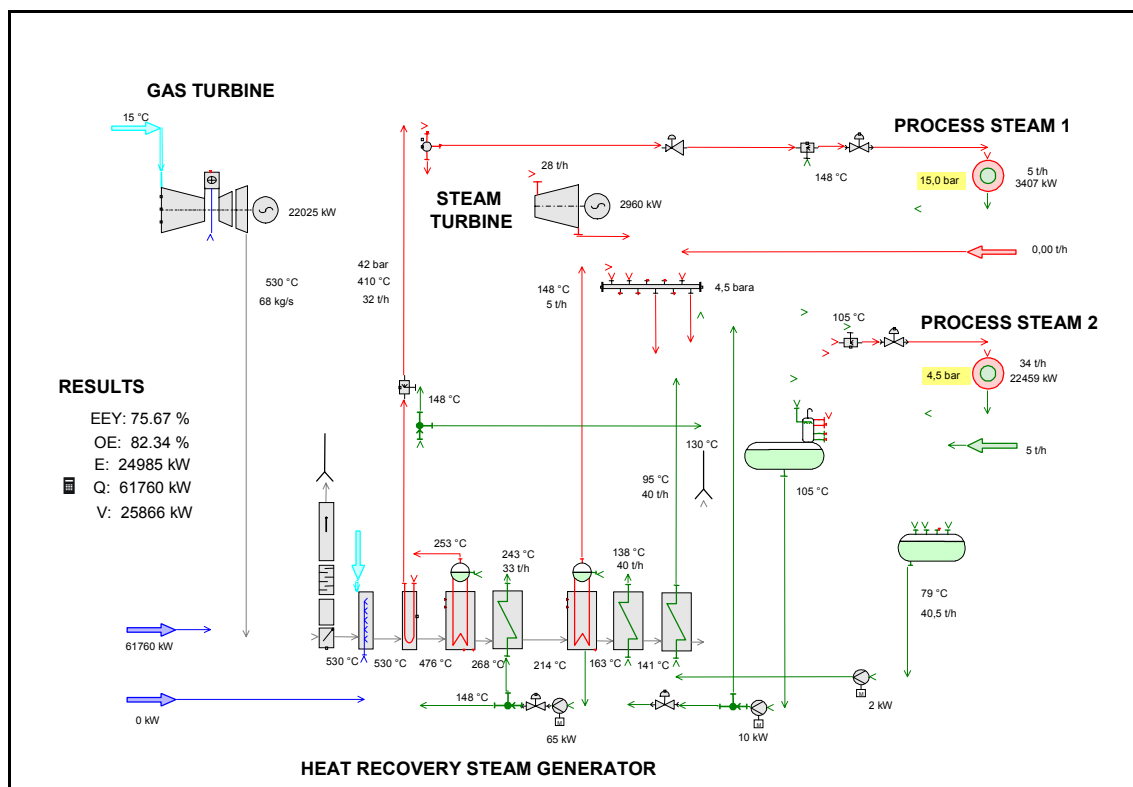 GAS TURBINE
15 °C
22025 kW
530 °C
68 kg/s
PROCESS STEAM 1
28 t/h
148 °C
15,0 bar
5 t/h
3407 kW
STEAM
TURBINE
2960 kW
0,00 t/h
42 bar
410 °C
32 t/h
148 °C
5 t/h
4,5 bara
105 °C
PROCESS STEAM 2
4,5 bar
34 t/h
22459 kW
RESULTS
EEY: 75.67 %
OE: 82.34 %
E: 24985 kW
Q: 61760 kW
V: 25866 kW
148 °C
130 °C
5 t/h
95 °C
40 t/h
105 °C
253 °C
243 °C
33 t/h
138 °C
40 t/h
79 °C
40,5 t/h
61760 kW
530 °C
530 °C
476 °C
268 °C
214 °C
163 °C
141 °C
0 kW
148 °C
M
65 kW
M
10 kW
M
2 kW
HEAT RECOVERY STEAM GENERATOR